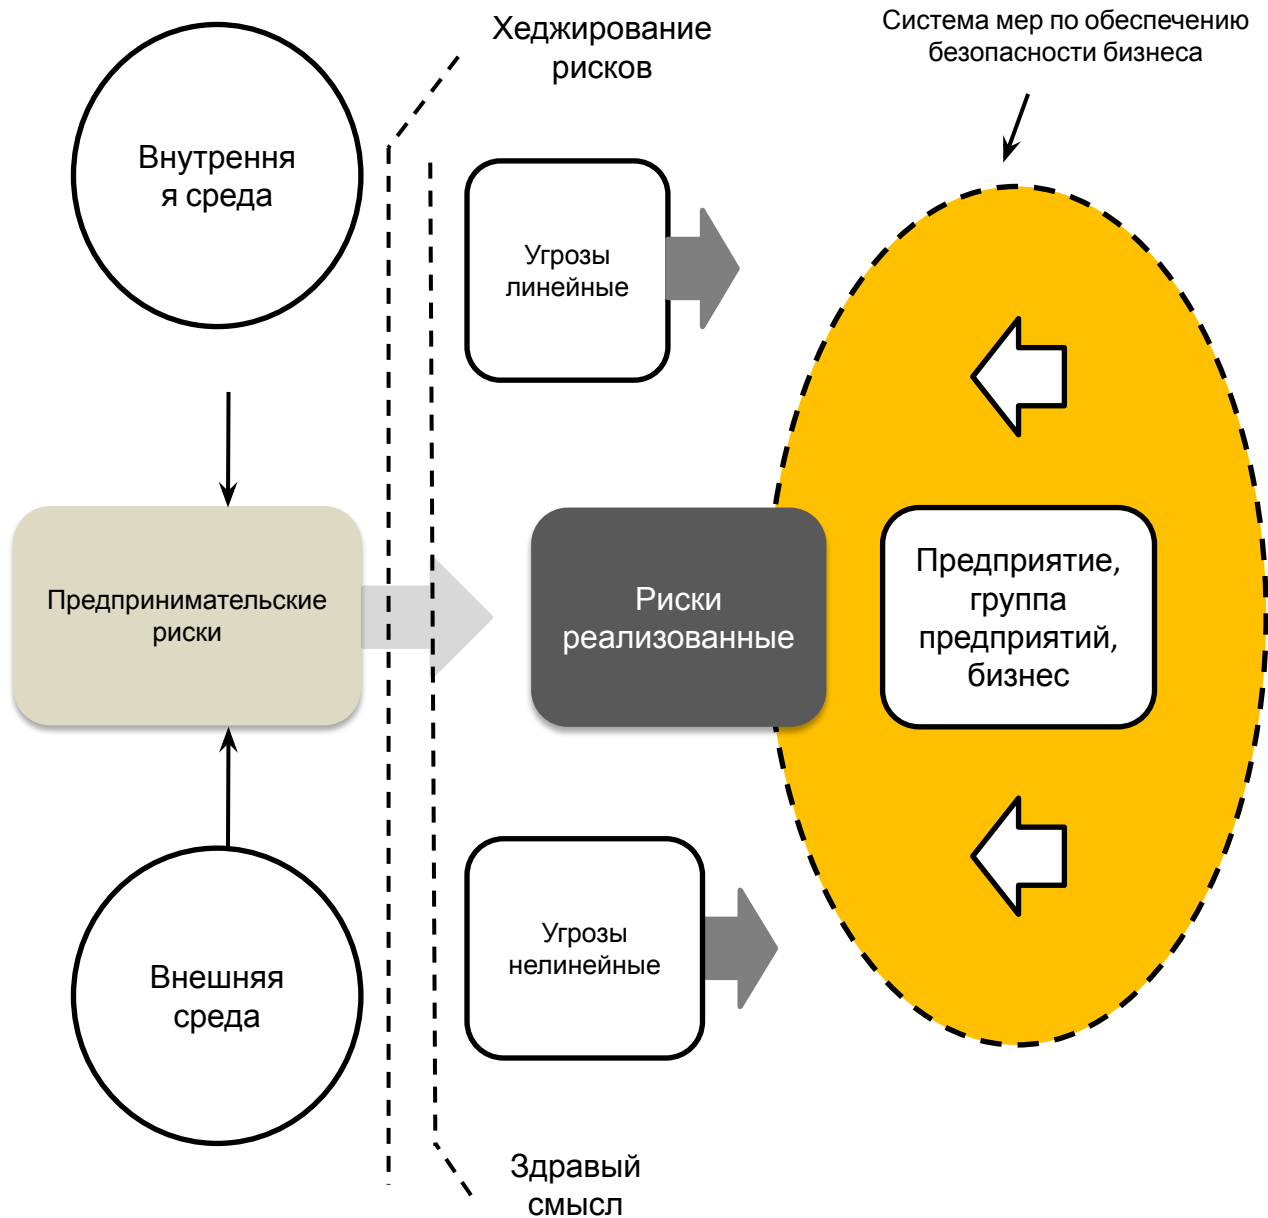 Хеджирование
рисков
Система мер по обеспечению
безопасности бизнеса
Внутрення
я среда
Угрозы
линейные
Предпринимательские
риски
Риски
реализованные
Предприятие,
группа
предприятий,
бизнес
Угрозы
нелинейные
Внешняя
среда
Здравый
смысл